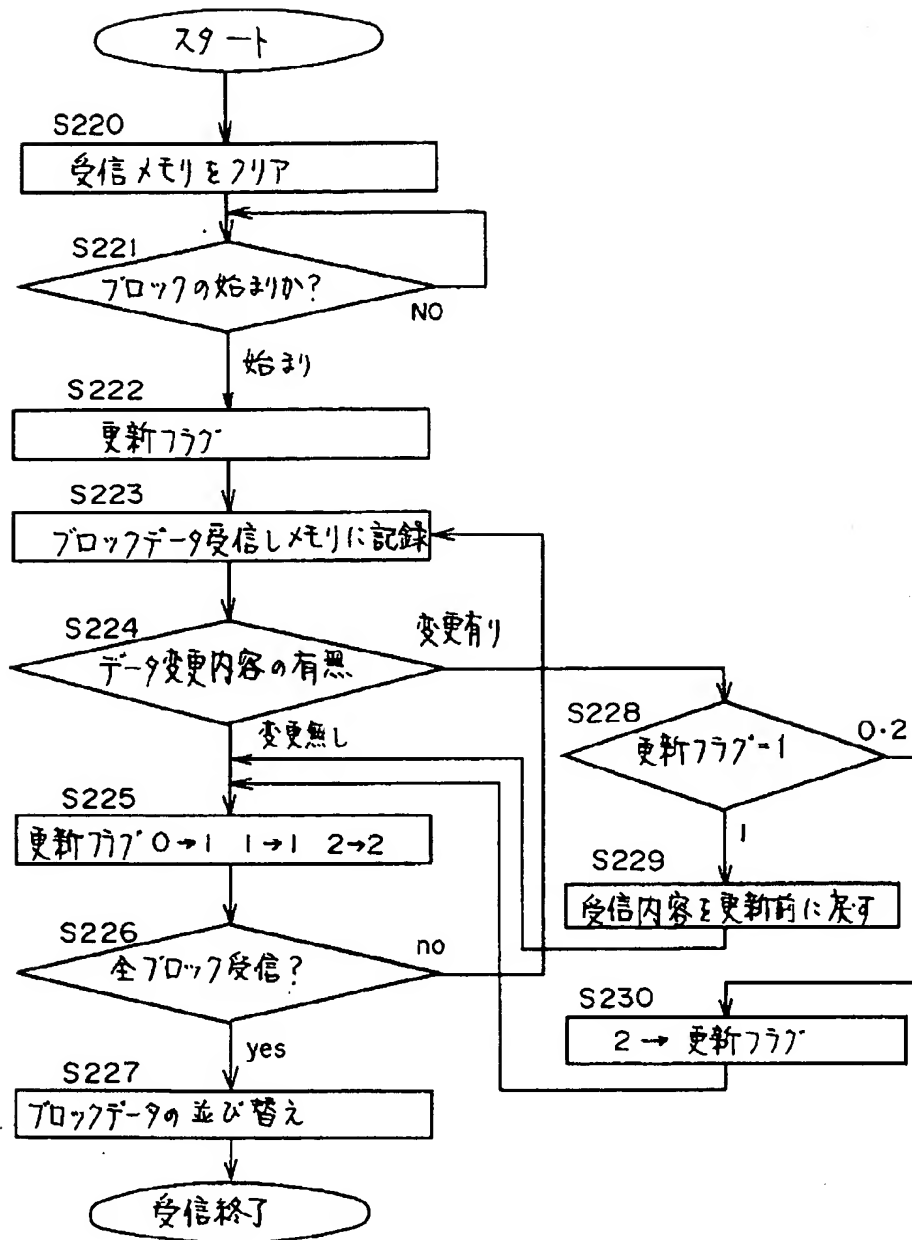 スタート
S220
受信メモリをクリア
S221
ブロックの始まりか?
NO
始まり
S222
更新フラグ
S223
ブロックデータ受信しメモリに記録
S224
変更有り
データ変更内容の有無
変更無し
S228
更新フラグ=1
0・2
1
S225
更新フラグ 0→1 1→1 2→2
S229
受信内容を更新前に戻す
S226
全ブロック受信?
no
yes
S230
2→更新フラグ
S227
ブロックデータの並び替え
受信終了